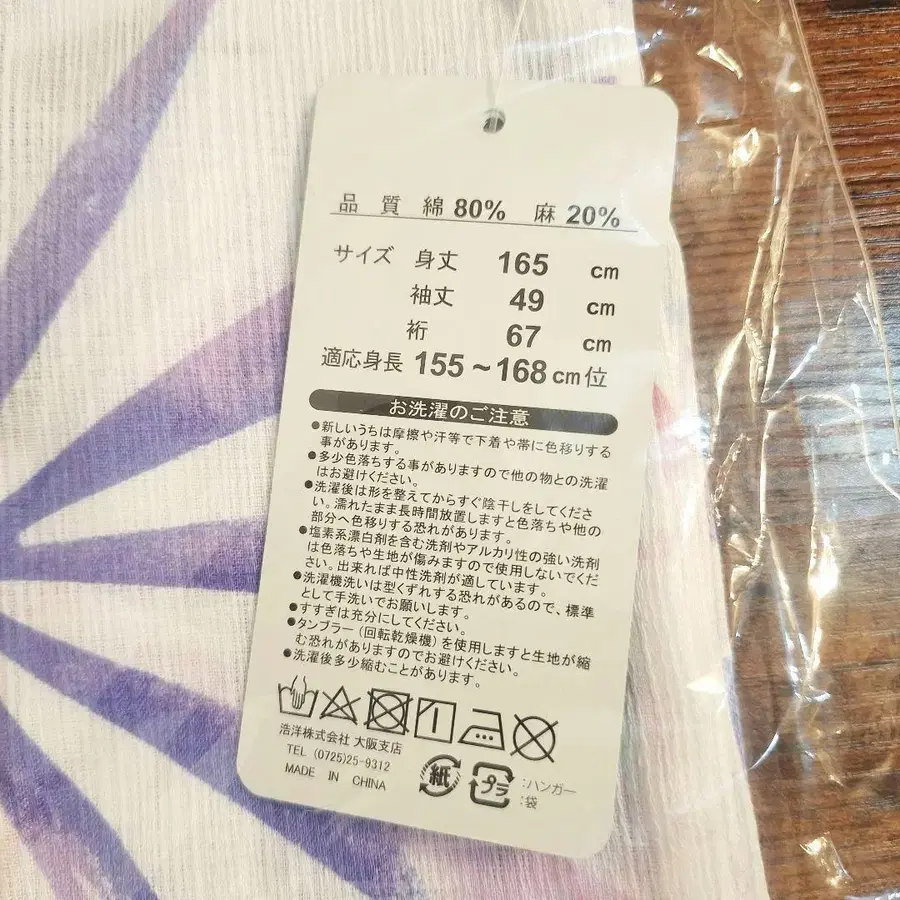 品 質 綿 80% 麻 20%
サイズ 身丈 165 cm
袖丈 49 cm
裄 67 cm
適応身長 155～168cm位
お洗濯のご注意
●新しいうちは摩擦や汗等で下着や帯に色移りする
事があります。
●多少色落ちする事がありますので他の物との洗濯
はお避けください。
●洗濯後は形を整えてからすぐ陰干しをしてくださ
い。濡れたまま長時間放置しますと色落ちや他の
部分へ色移りする恐れがあります。
●塩素系漂白剤を含む洗剤やアルカリ性の強い洗剤
は色落ちや生地が傷みますので使用しないでくだ
さい。出来れば中性洗剤が適しています。
●洗濯機洗いは型くずれする恐れがあるので、標準
として手洗いでお願いします。
●すすぎは充分にしてください。
●タンブラー(回転乾燥機)を使用しますと生地が縮
む恐れがありますのでお避けください。
●洗濯後多少縮むことがあります。
浩洋株式会社 大阪支店
TEL (0725)25-9312
MADE IN CHINA
紙 プラ :ハンガー
:袋